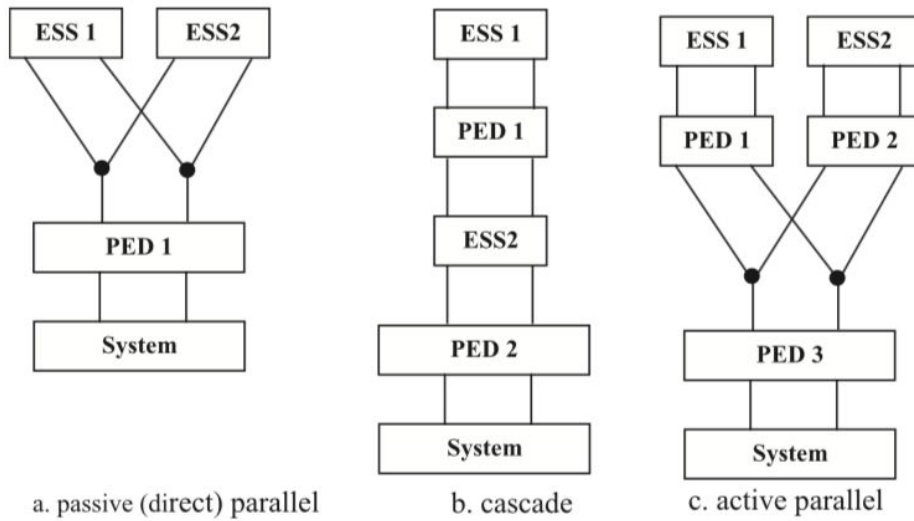 ESS 1
ESS2
PED 1
System
a. passive (direct) parallel
ESS 1
PED 1
ESS2
PED 2
System
b. cascade
ESS 1
ESS2
PED 1
PED 2
PED 3
System
c. active parallel